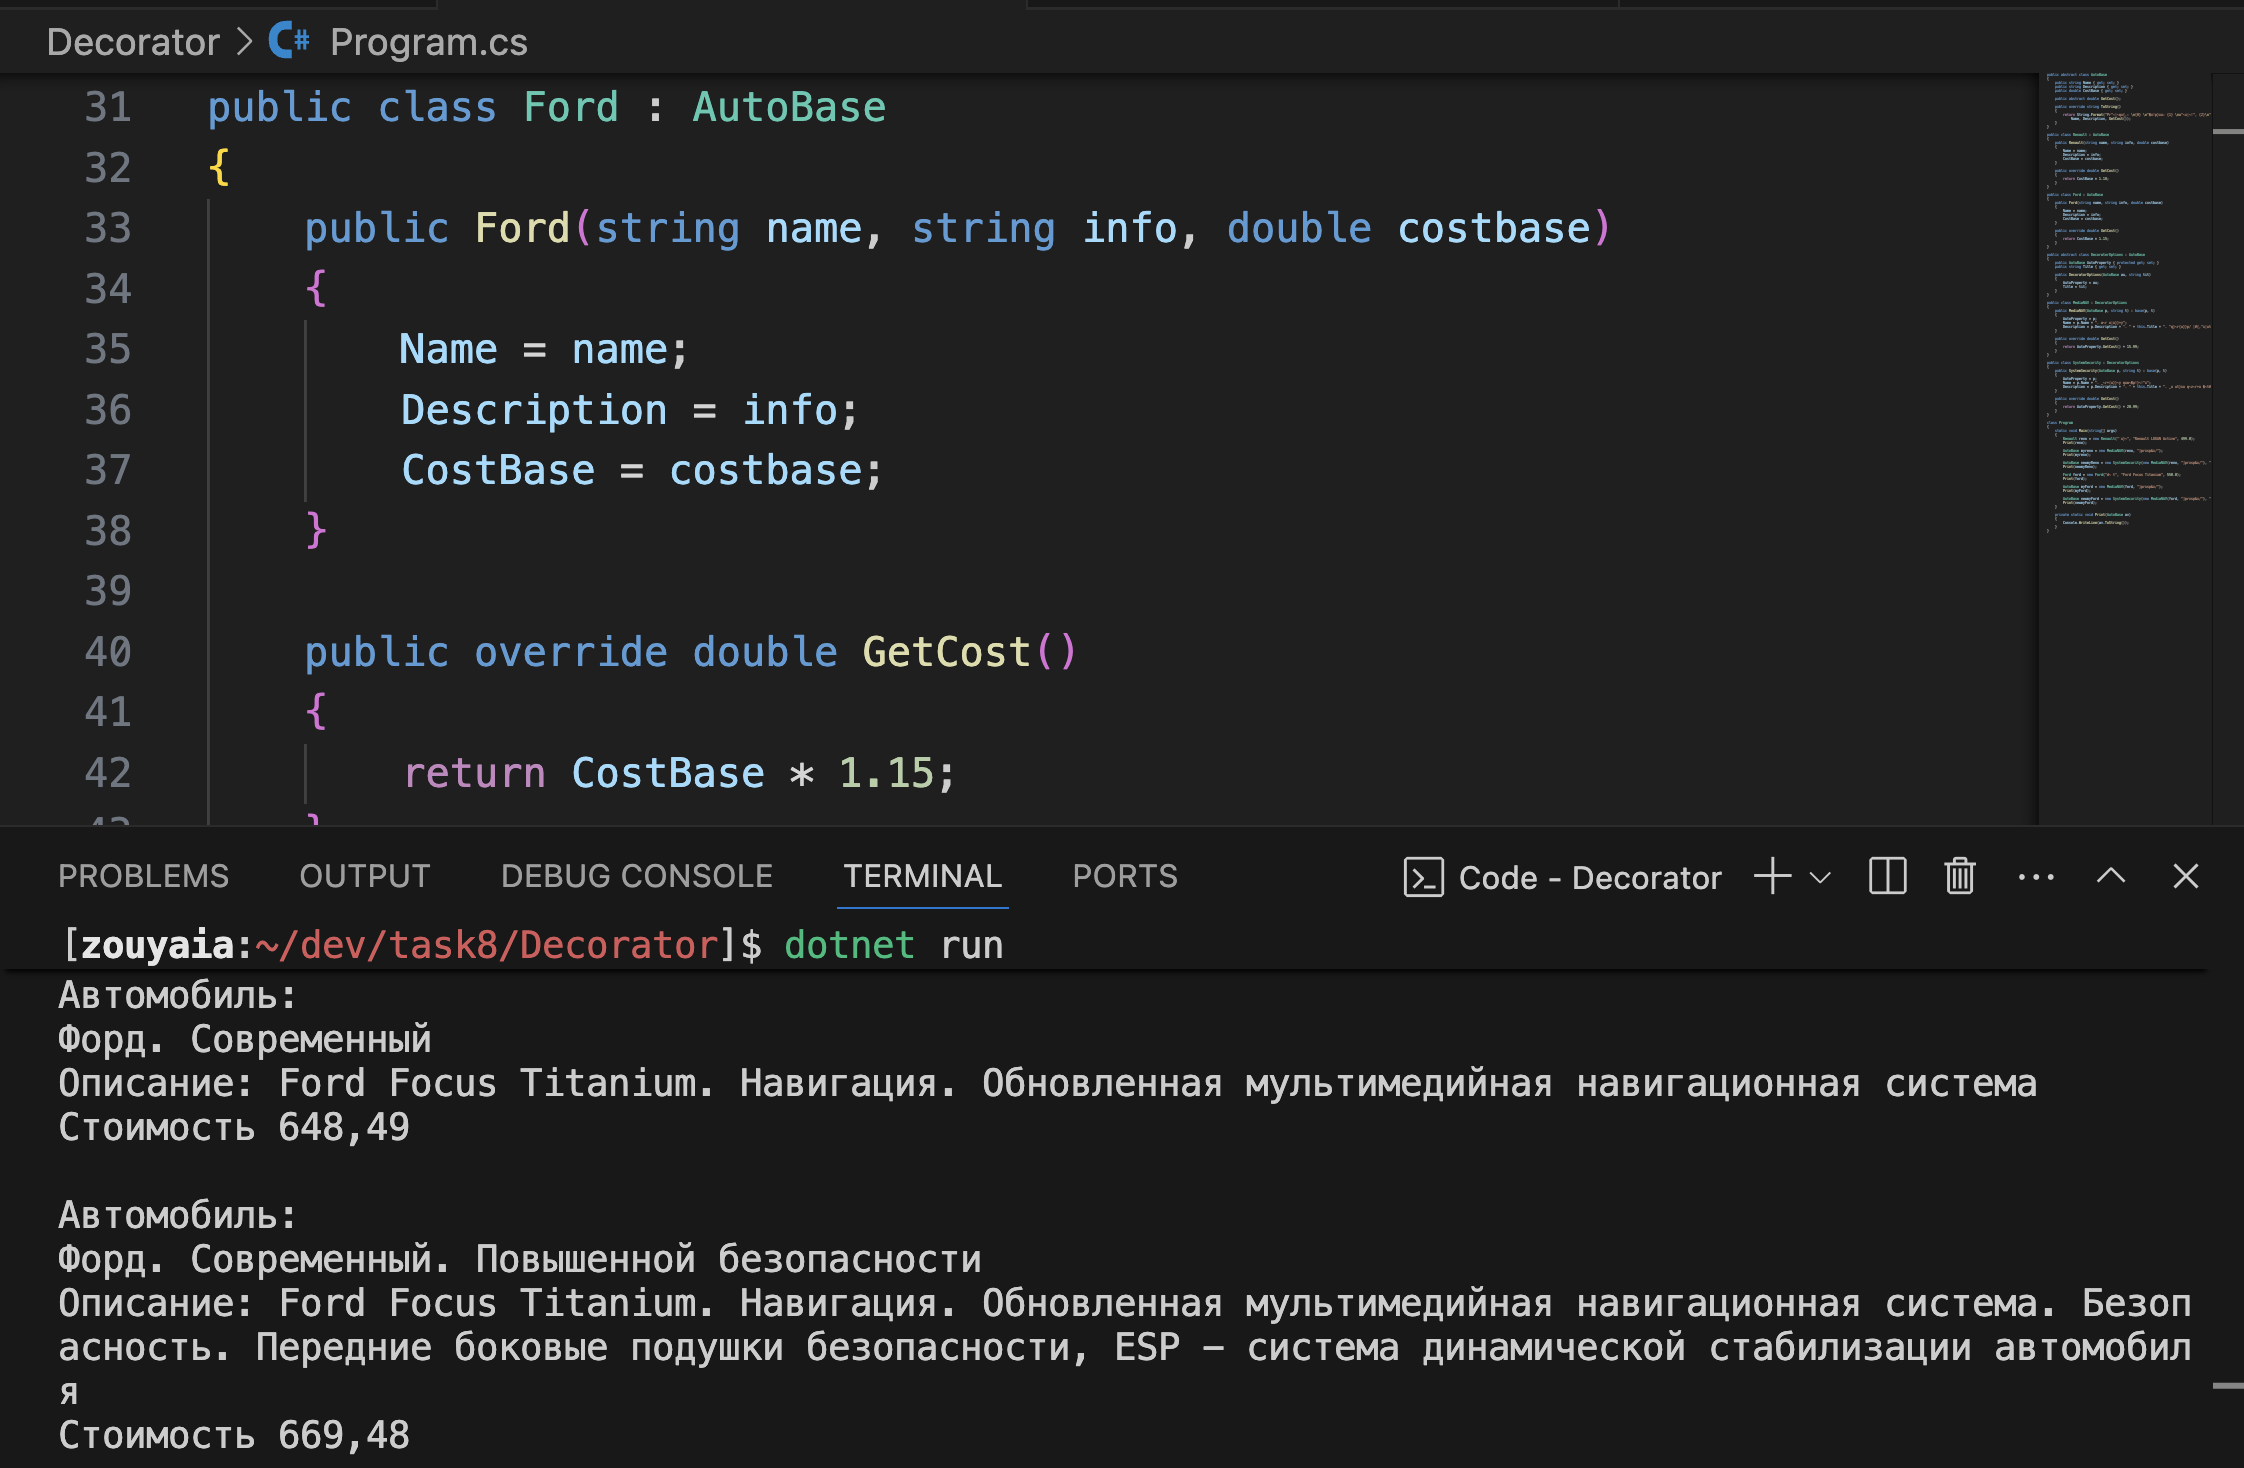 Decorator > Program.cs
31 public class Ford : AutoBase
32 {
33 public Ford(string name, string info, double costbase)
34 {
35 Name = name;
36 Description = info;
37 CostBase = costbase;
38 }
39
40 public override double GetCost()
41 {
42 return CostBase * 1.15;
PROBLEMS OUTPUT DEBUG CONSOLE TERMINAL PORTS Code - Decorator
[zouyaia:~/dev/task8/Decorator]$ dotnet run
Автомобиль:
Форд. Современный
Описание: Ford Focus Titanium. Навигация. Обновленная мультимедийная навигационная система
Стоимость 648,49
Автомобиль:
Форд. Современный. Повышенной безопасности
Описание: Ford Focus Titanium. Навигация. Обновленная мультимедийная навигационная система. Безоп
асность. Передние боковые подушки безопасности, ESP – система динамической стабилизации автомобил
я
Стоимость 669,48